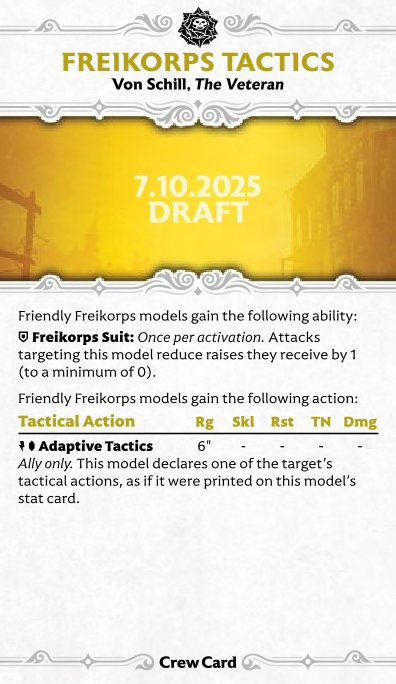 FREIKORPS TACTICS
Von Schill, The Veteran
7.10.2025
DRAFT
Friendly Freikorps models gain the following ability:
Freikorps Suit: Once per activation. Attacks
targeting this model reduce raises they receive by 1
(to a minimum of 0).
Friendly Freikorps models gain the following action:
Tactical Action Rg Skl Rst TN Dmg
Adaptive Tactics 6" - - - -
Ally only. This model declares one of the target's
tactical actions, as if it were printed on this model's
stat card.
Crew Card